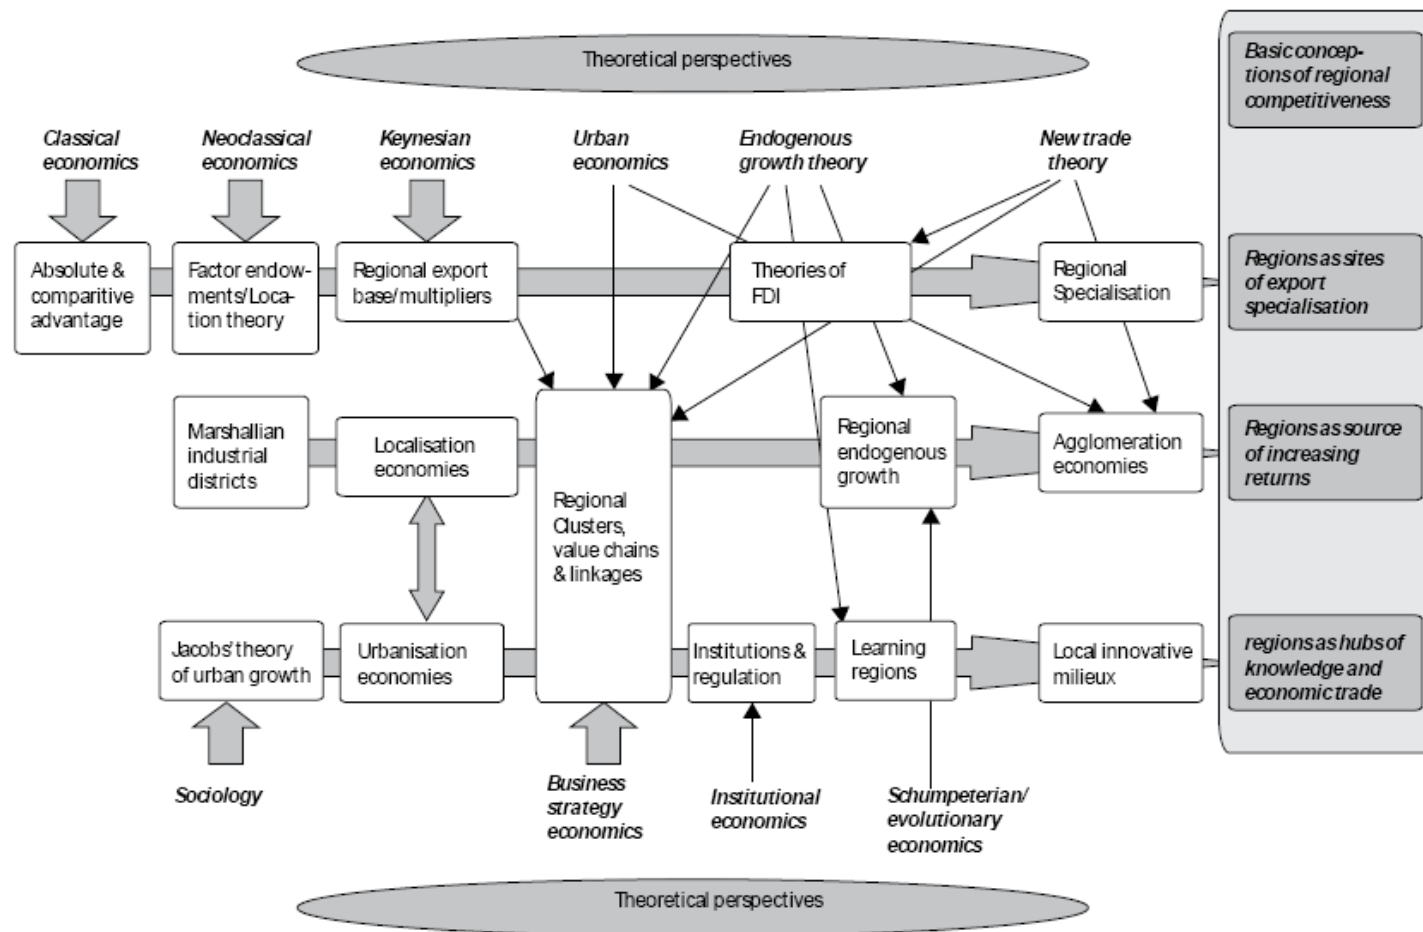 Theoretical perspectives
Basic concep-
tions of regional
competitiveness
Classical
economics
Neoclassical
economics
Keynesian
economics
Urban
economics
Endogenous
growth theory
New trade
theory
Absolute &
comparitive
advantage
Factor endow-
ments/Loca-
tion theory
Regional export
base/multipliers
Theories of
FDI
Regional
Specialisation
Regions as sites
of export
specialisation
Marshallian
industrial
districts
Localisation
economies
Regional
Clusters,
value chains
& linkages
Regional
endogenous
growth
Agglomeration
economies
Regions as source
of increasing
returns
Jacobs' theory
of urban growth
Urbanisation
economies
Institutions &
regulation
Learning
regions
Local innovative
milieux
regions as hubs of
knowledge and
economic trade
Sociology
Business
strategy
economics
Institutional
economics
Schumpeterian/
evolutionary
economics
Theoretical perspectives